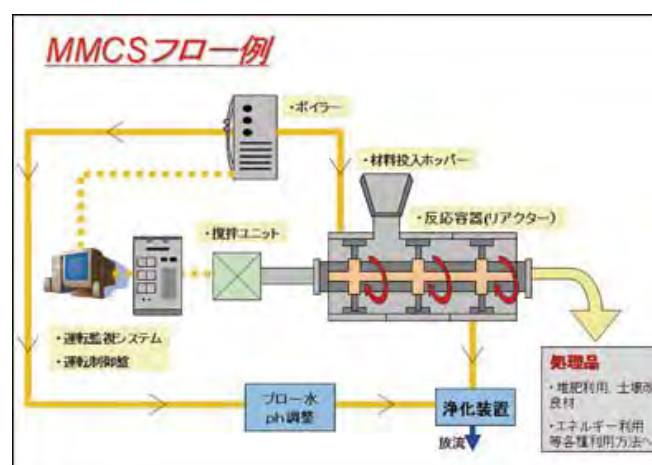 MMCSフロー例
・ボイラー
・材料投入ホッパー
・反応容器(リアクター)
・撹拌ユニット
・運転監視システム
・運転制御盤
処理品
・堆肥利用、土壌改
良材
・エネルギー利用
等各種利用方法へ
ブロー水
ph調整
浄化装置
放流